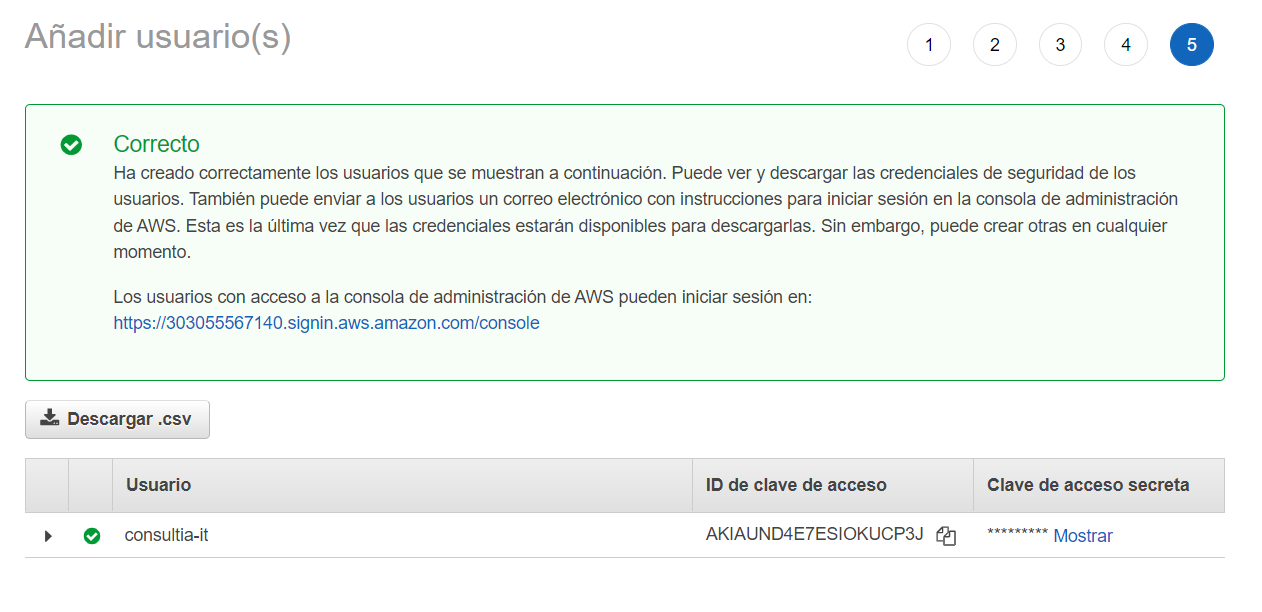 Añadir usuario(s)
1 2 3 4 5
Correcto
Ha creado correctamente los usuarios que se muestran a continuación. Puede ver y descargar las credenciales de seguridad de los
usuarios. También puede enviar a los usuarios un correo electrónico con instrucciones para iniciar sesión en la consola de administración
de AWS. Esta es la última vez que las credenciales estarán disponibles para descargarlas. Sin embargo, puede crear otras en cualquier
momento.
Los usuarios con acceso a la consola de administración de AWS pueden iniciar sesión en:
https://303055567140.signin.aws.amazon.com/console
Descargar .csv
Usuario ID de clave de acceso Clave de acceso secreta
consultia-it AKIAUND4E7ESIOKUCP3J ********* Mostrar